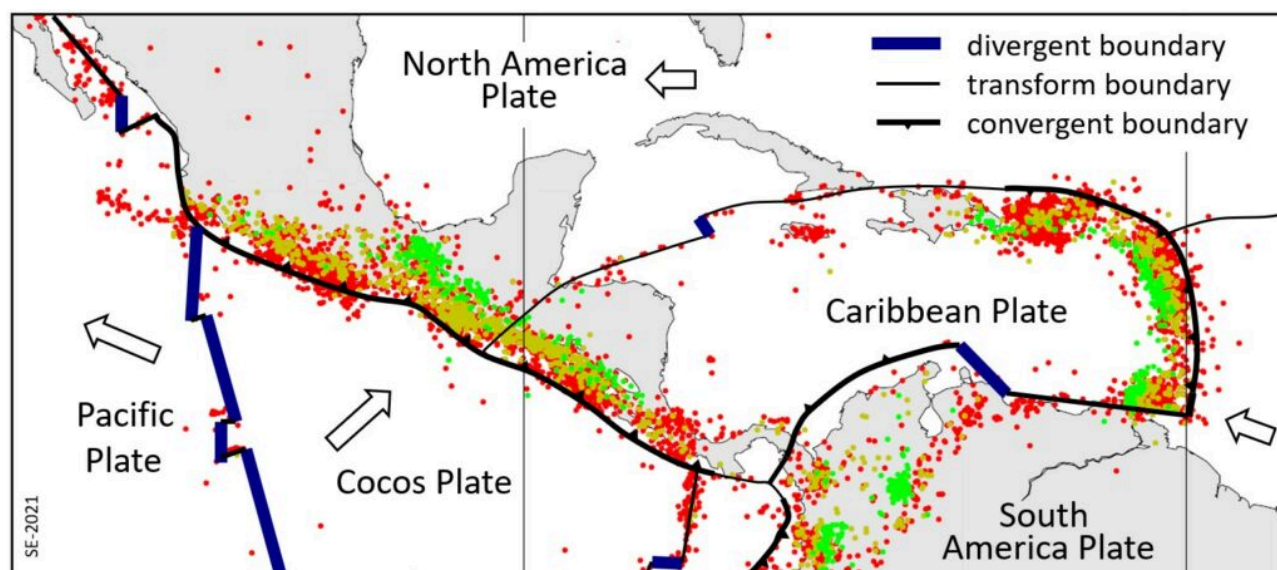 North America
Plate
divergent boundary
transform boundary
convergent boundary
Caribbean Plate
Pacific
Plate
Cocos Plate
South
America Plate
SE-2021